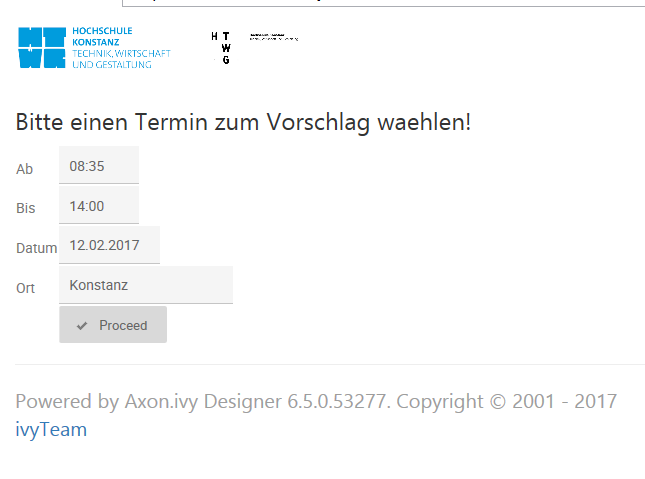 HTWG
HOCHSCHULE
KONSTANZ
TECHNIK, WIRTSCHAFT
UND GESTALTUNG
H T
W
G
Bitte einen Termin zum Vorschlag waehlen!
Ab 08:35
Bis 14:00
Datum 12.02.2017
Ort Konstanz
Proceed
Powered by Axon.ivy Designer 6.5.0.53277. Copyright © 2001 - 2017
ivyTeam